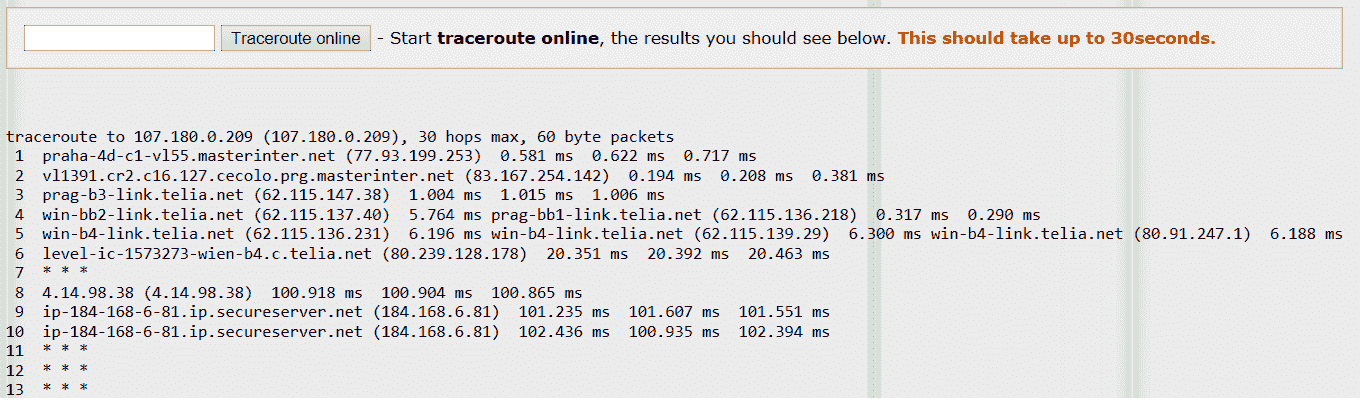 Traceroute online - Start traceroute online, the results you should see below. This should take up to 30seconds.
traceroute to 107.180.0.209 (107.180.0.209), 30 hops max, 60 byte packets
1 praha-4d-c1-vl55.masterinter.net (77.93.199.253) 0.581 ms 0.622 ms 0.717 ms
2 vl1391.cr2.c16.127.cecolo.prg.masterinter.net (83.167.254.142) 0.194 ms 0.208 ms 0.381 ms
3 prag-b3-link.telia.net (62.115.147.38) 1.004 ms 1.015 ms 1.006 ms
4 win-bb2-link.telia.net (62.115.137.40) 5.764 ms prag-bb1-link.telia.net (62.115.136.218) 0.317 ms 0.290 ms
5 win-b4-link.telia.net (62.115.136.231) 6.196 ms win-b4-link.telia.net (62.115.139.29) 6.300 ms win-b4-link.telia.net (80.91.247.1) 6.188 ms
6 level-ic-1573273-wien-b4.c.telia.net (80.239.128.178) 20.351 ms 20.392 ms 20.463 ms
7 * * *
8 4.14.98.38 (4.14.98.38) 100.918 ms 100.904 ms 100.865 ms
9 ip-184-168-6-81.ip.secureserver.net (184.168.6.81) 101.235 ms 101.607 ms 101.551 ms
10 ip-184-168-6-81.ip.secureserver.net (184.168.6.81) 102.436 ms 100.935 ms 102.394 ms
11 * * *
12 * * *
13 * * *